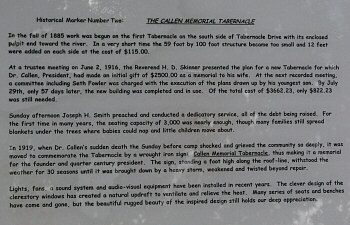 Historical Marker Number Two: THE CALLEN MEMORIAL TABERNACLE
In the fall of 1885 work was begun on the first Tabernacle on the south side of Tabernacle Drive with its enclosed
pulpit end toward the river. In a very short time the 59 foot by 100 foot structure became too small and 12 feet
were added on each side at the cost of $115.00.
At a trustee meeting on June 2, 1916, the Reverend H. D. Skinner presented the plan for a new Tabernacle for which
Dr. Callen, President, had made an initial gift of $2500.00 as a memorial to his wife. At the next recorded meeting,
a committee including Seth Fowler was charged with the execution of the plans drawn up by his youngest son. By July
29th, only 57 days later, the new building was completed and in use. Of the total cost of $3662.23, only $322.23
was still needed.
Sunday afternoon Joseph H. Smith preached and conducted a dedicatory service, all of the debt being raised. For
the first time in many years, the seating capacity of 3,000 was nearly enough, though many families still spread
blankets under the trees where babies could nap and little children move about.
In 1919, when Dr. Callen's sudden death the Sunday before camp shocked and grieved the community so deeply, it was
moved to commemorate the Tabernacle by a wrought iron sign: Callen Memorial Tabernacle, thus making it a memorial
for the founder and quarter century president. The sign, standing a foot high along the roof-line, withstood the
weather for 30 seasons until it was brought down by a heavy storm, weakened and twisted beyond repair.
Lights, fans, a sound system and audio-visual equipment have been installed in recent years. The clever design of the
clerestory windows has created a natural updraft to ventilate and relieve the heat. Many series of seats and benches
have come and gone, but the beautiful rugged beauty of the inspired design still holds our deep appreciation.